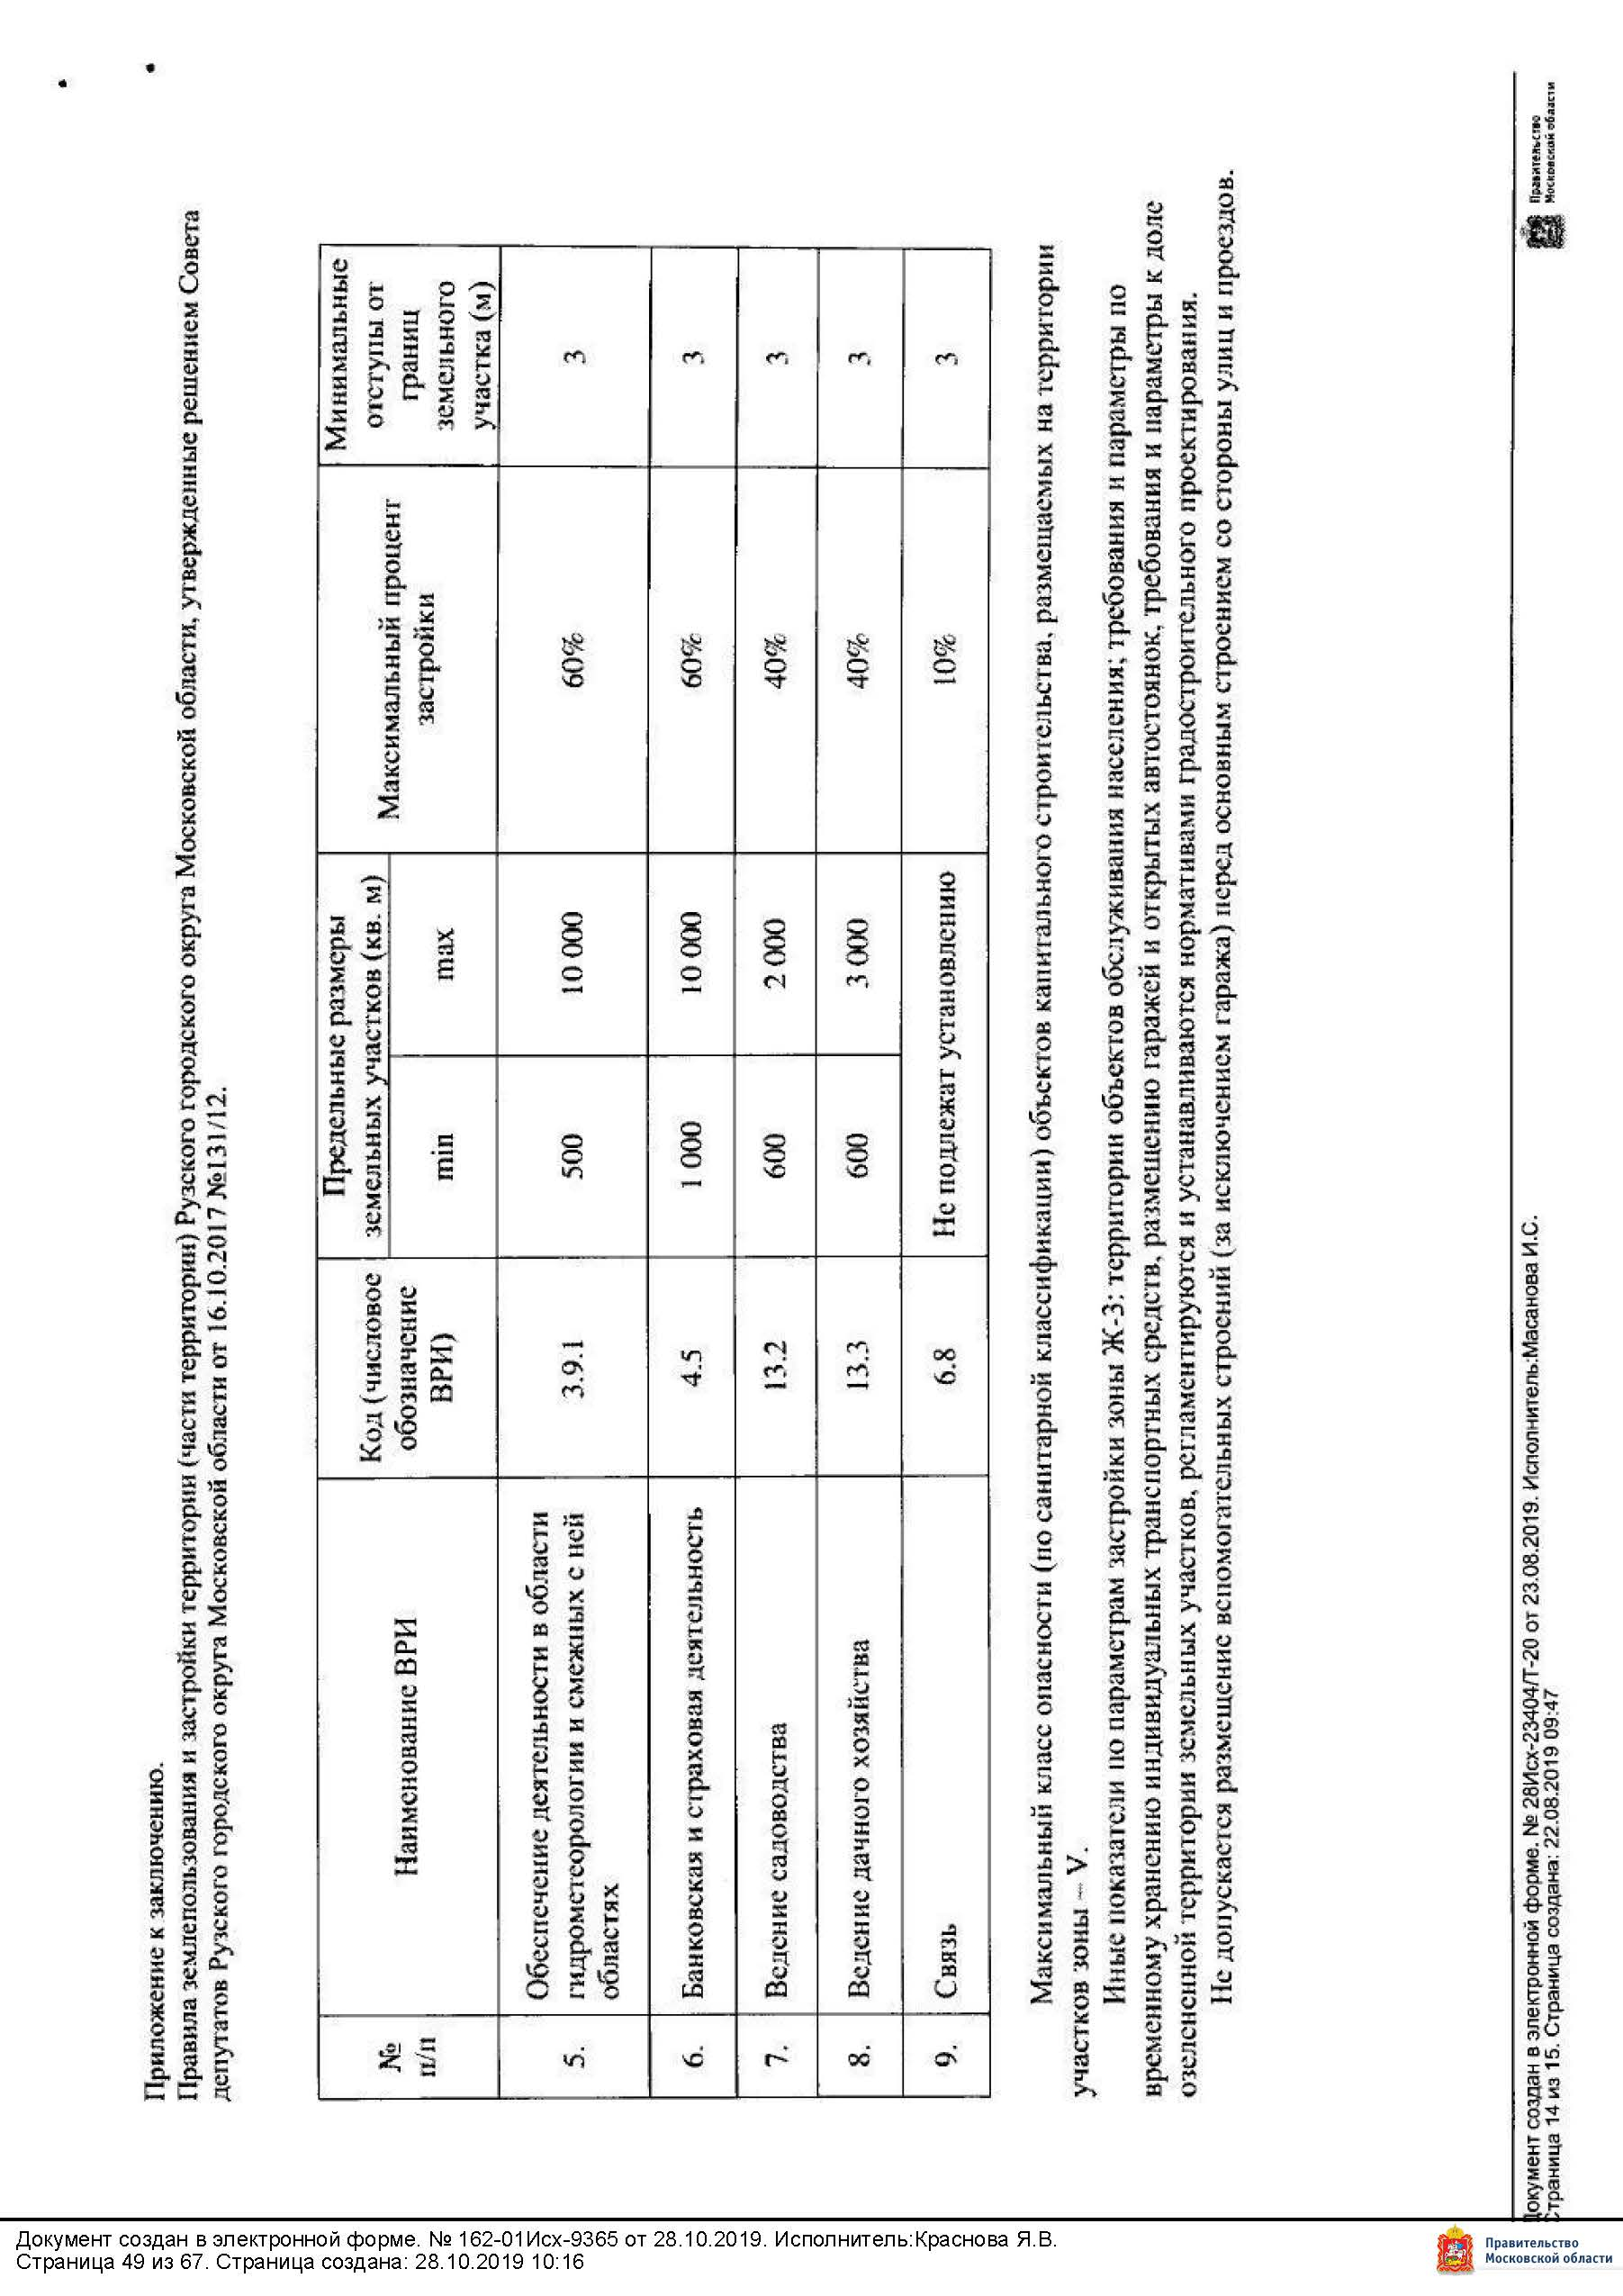 Приложение к заключению.
Правила землепользования и застройки территории (части территории) Рузского городского округа Московской области, утвержденные решением Совета
депутатов Рузского городского округа Московской области от 16.10.2017 №131/12.
№ п/п
Наименование ВРИ
Код (числовое обозначение ВРИ)
Предельные размеры земельных участков (кв. м)
min
max
Максимальный процент застройки
Минимальные отступы от границ земельного участка (м)
5. Обеспечение деятельности в области гидрометеорологии и смежных с ней областях 3.9.1 500 10 000 60% 3
6. Банковская и страховая деятельность 4.5 1 000 10 000 60% 3
7. Ведение садоводства 13.2 600 2 000 40% 3
8. Ведение дачного хозяйства 13.3 600 3 000 40% 3
9. Связь 6.8 Не подлежат установлению 10% 3
Максимальный класс опасности (по санитарной классификации) объектов капитального строительства, размещаемых на территории
участков зоны – V.
Иные показатели по параметрам застройки зоны Ж-3: территории объектов обслуживания населения; требования и параметры по
временному хранению индивидуальных транспортных средств, размещению гаражей и открытых автостоянок, требования и параметры к доле
озелененной территории земельных участков, регламентируются и устанавливаются нормативами градостроительного проектирования.
Не допускается размещение вспомогательных строений (за исключением гаража) перед основным строением со стороны улиц и проездов.
Документ создан в электронной форме. № 28Исх-23404/Т-20 от 23.08.2019. Исполнитель:Масанова И.С.
Страница 14 из 15. Страница создана: 22.08.2019 09:47
Правительство
Московской области
Документ создан в электронной форме. № 162-01Исх-9365 от 28.10.2019. Исполнитель:Краснова Я.В.
Страница 49 из 67. Страница создана: 28.10.2019 10:16
Правительство
Московской области